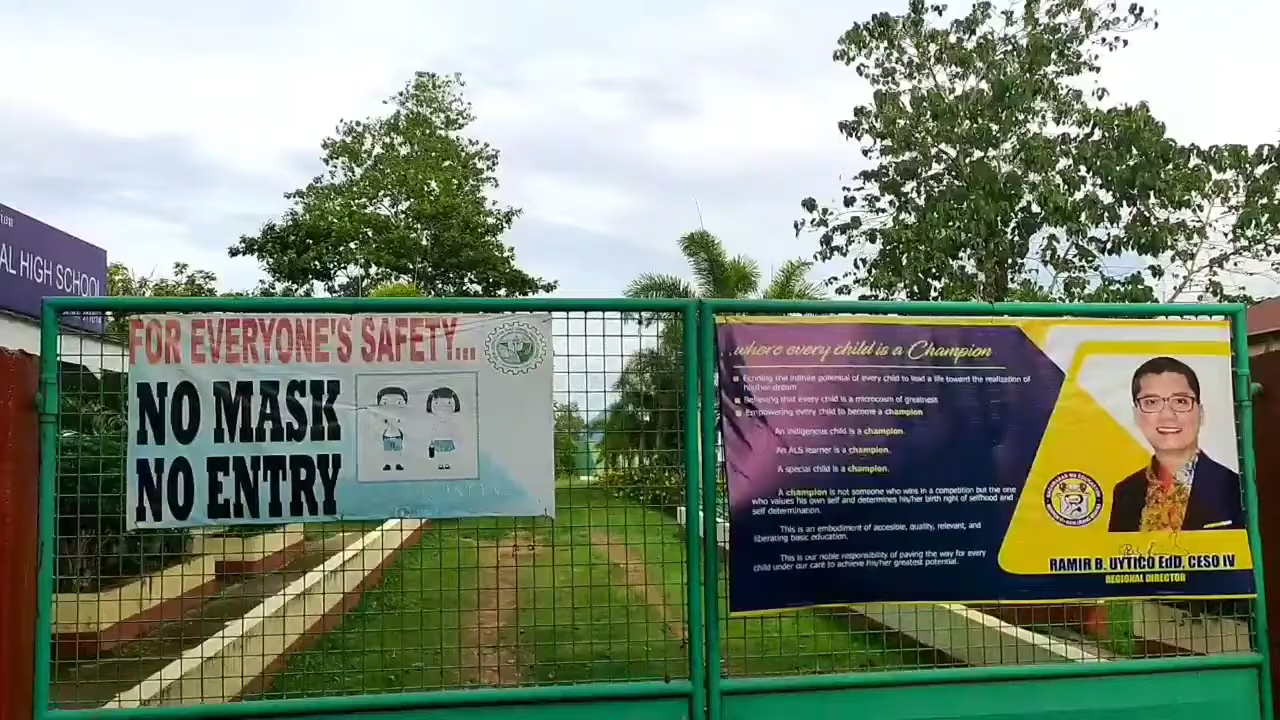 AL HIGH SCHOOL
FOR EVERYONE'S SAFETY...
NO MASK
NO ENTRY
...where every child is a Champion
Echoing the infinite potential of every child to lead a life toward the realization of
his/her dream
Believing that every child is a microcosm of greatness
Empowering every child to become a champion
An indigenous child is a champion.
An ALS learner is a champion.
A special child is a champion.
A champion is not someone who wins in a competition but the one
who values his own self and determines his/her birth right of selfhood and
self determination.
This is an embodiment of accesible, quality, relevant, and
liberating basic education.
This is our noble responsibility of paving the way for every
child under our care to achieve his/her greatest potential.
RAMIR B. UYTICO EdD, CESO IV
REGIONAL DIRECTOR